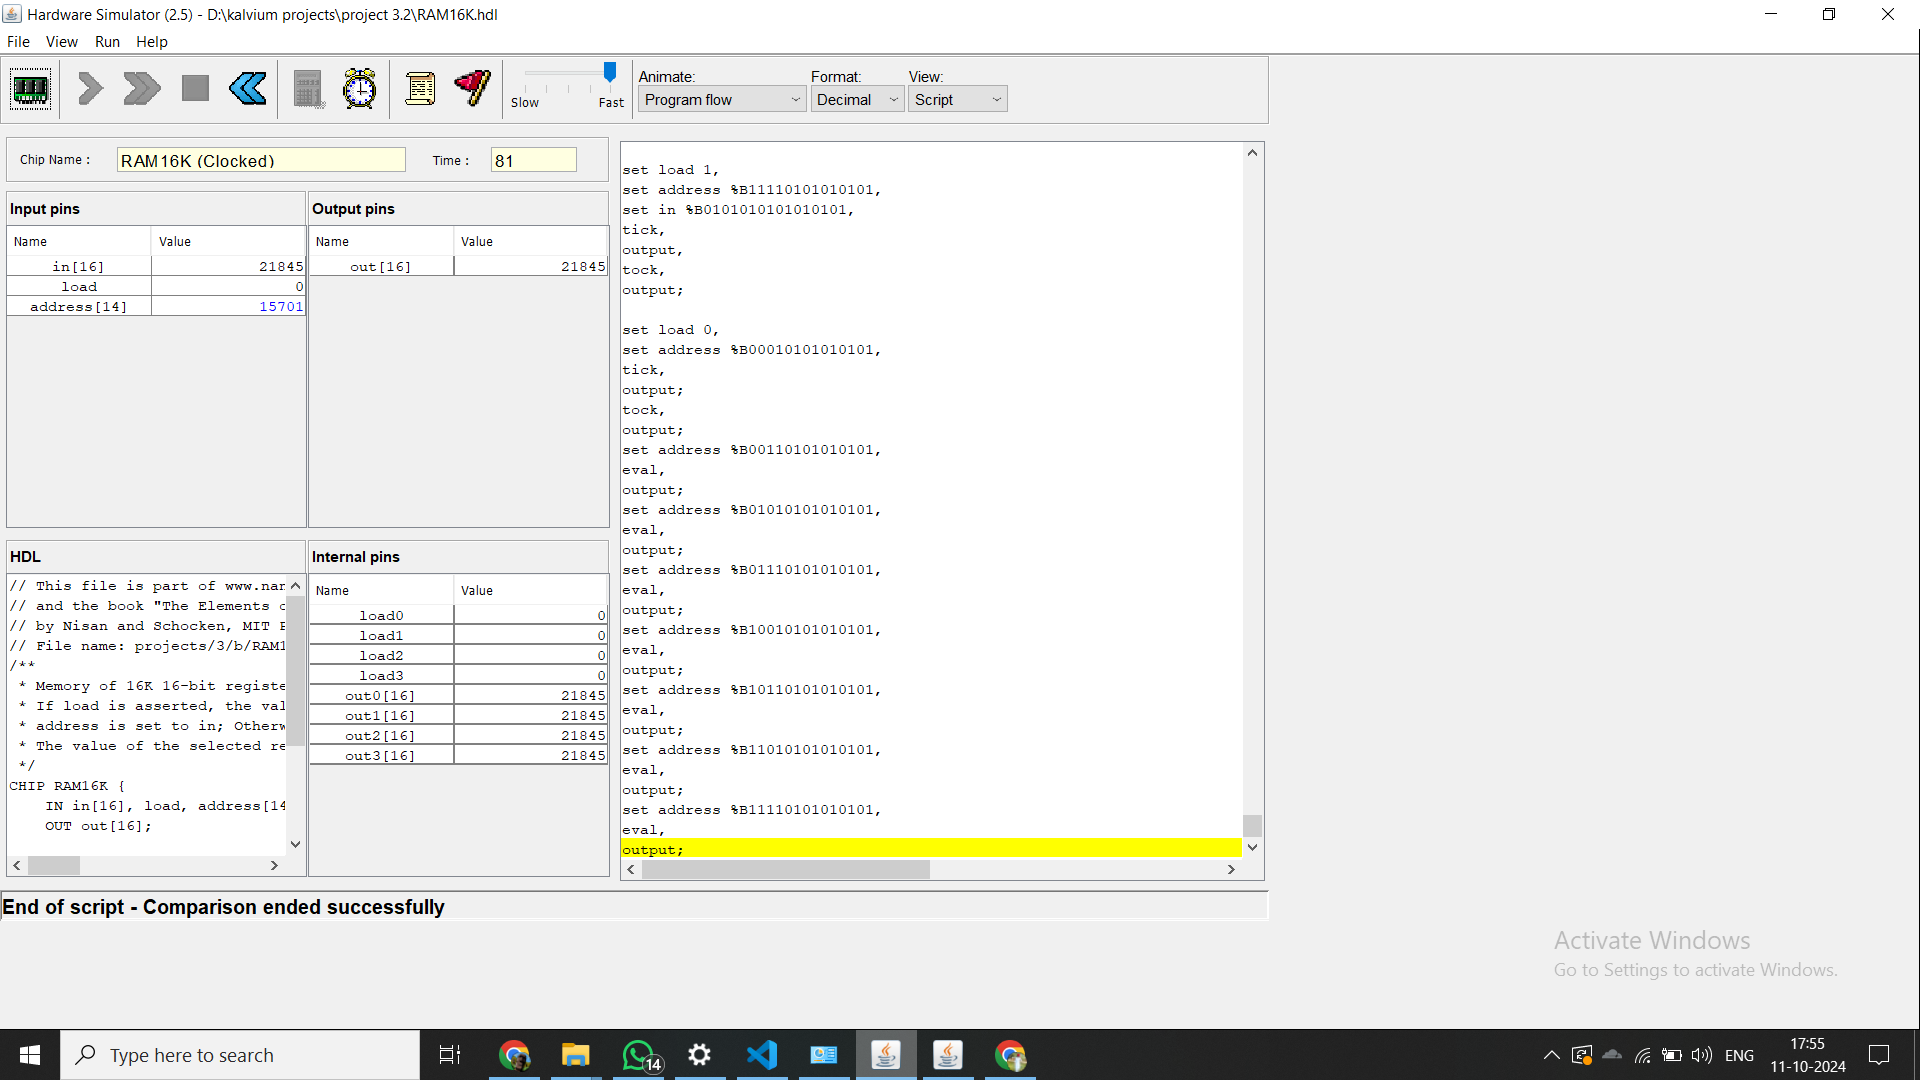 Hardware Simulator (2.5) - D:\kalvium projects\project 3.2\RAM16K.hdl
File View Run Help
Slow Fast
Animate: Format: View:
Program flow Decimal Script
Chip Name : RAM16K (Clocked) Time : 81
Input pins
Name Value
in[16] 21845
load 0
address[14] 15701
Output pins
Name Value
out[16] 21845
HDL
// This file is part of www.nan
// and the book "The Elements o
// by Nisan and Schocken, MIT P
// File name: projects/3/b/RAM1
/**
* Memory of 16K 16-bit registe
* If load is asserted, the val
* address is set to in; Otherw
* The value of the selected re
*/
CHIP RAM16K {
IN in[16], load, address[14
OUT out[16];
Internal pins
Name Value
load0 0
load1 0
load2 0
load3 0
out0[16] 21845
out1[16] 21845
out2[16] 21845
out3[16] 21845
set load 1,
set address %B11110101010101,
set in %B0101010101010101,
tick,
output,
tock,
output;
set load 0,
set address %B00010101010101,
tick,
output;
tock,
output;
set address %B00110101010101,
eval,
output;
set address %B01010101010101,
eval,
output;
set address %B01110101010101,
eval,
output;
set address %B10010101010101,
eval,
output;
set address %B10110101010101,
eval,
output;
set address %B11010101010101,
eval,
output;
set address %B11110101010101,
eval,
output;
End of script - Comparison ended successfully
Activate Windows
Go to Settings to activate Windows.
Type here to search
14
ENG
17:55
11-10-2024